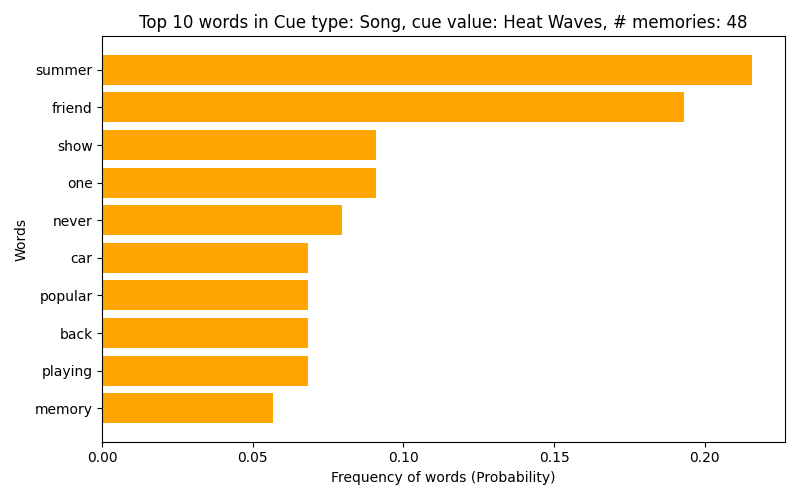 Top 10 words in Cue type: Song, cue value: Heat Waves, # memories: 48
summer
friend
show
one
never
car
popular
back
playing
memory
Words
0.00 0.05 0.10 0.15 0.20
Frequency of words (Probability)